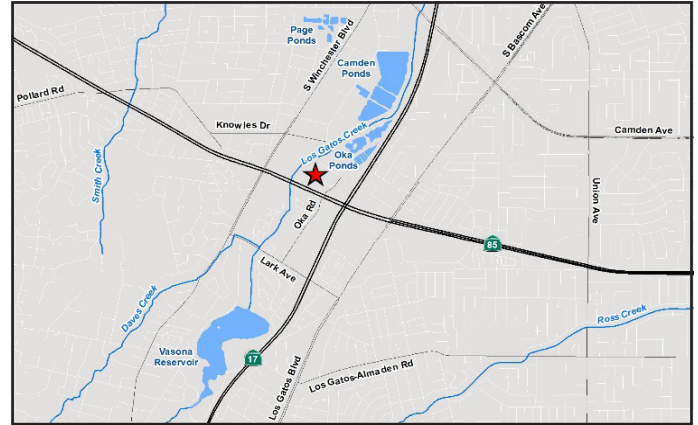 Page
Ponds
S Winchester Blvd
S Bascom Ave
Camden
Ponds
Pollard Rd
Knowles Dr
Camden Ave
Los Gatos Creek
Oka
Ponds
Smith Creek
Union Ave
Oka Rd
85
Lark Ave
Daves Creek
Ross Creek
Vasona
Reservoir
17
Los Gatos Blvd
Los Gatos-Almaden Rd